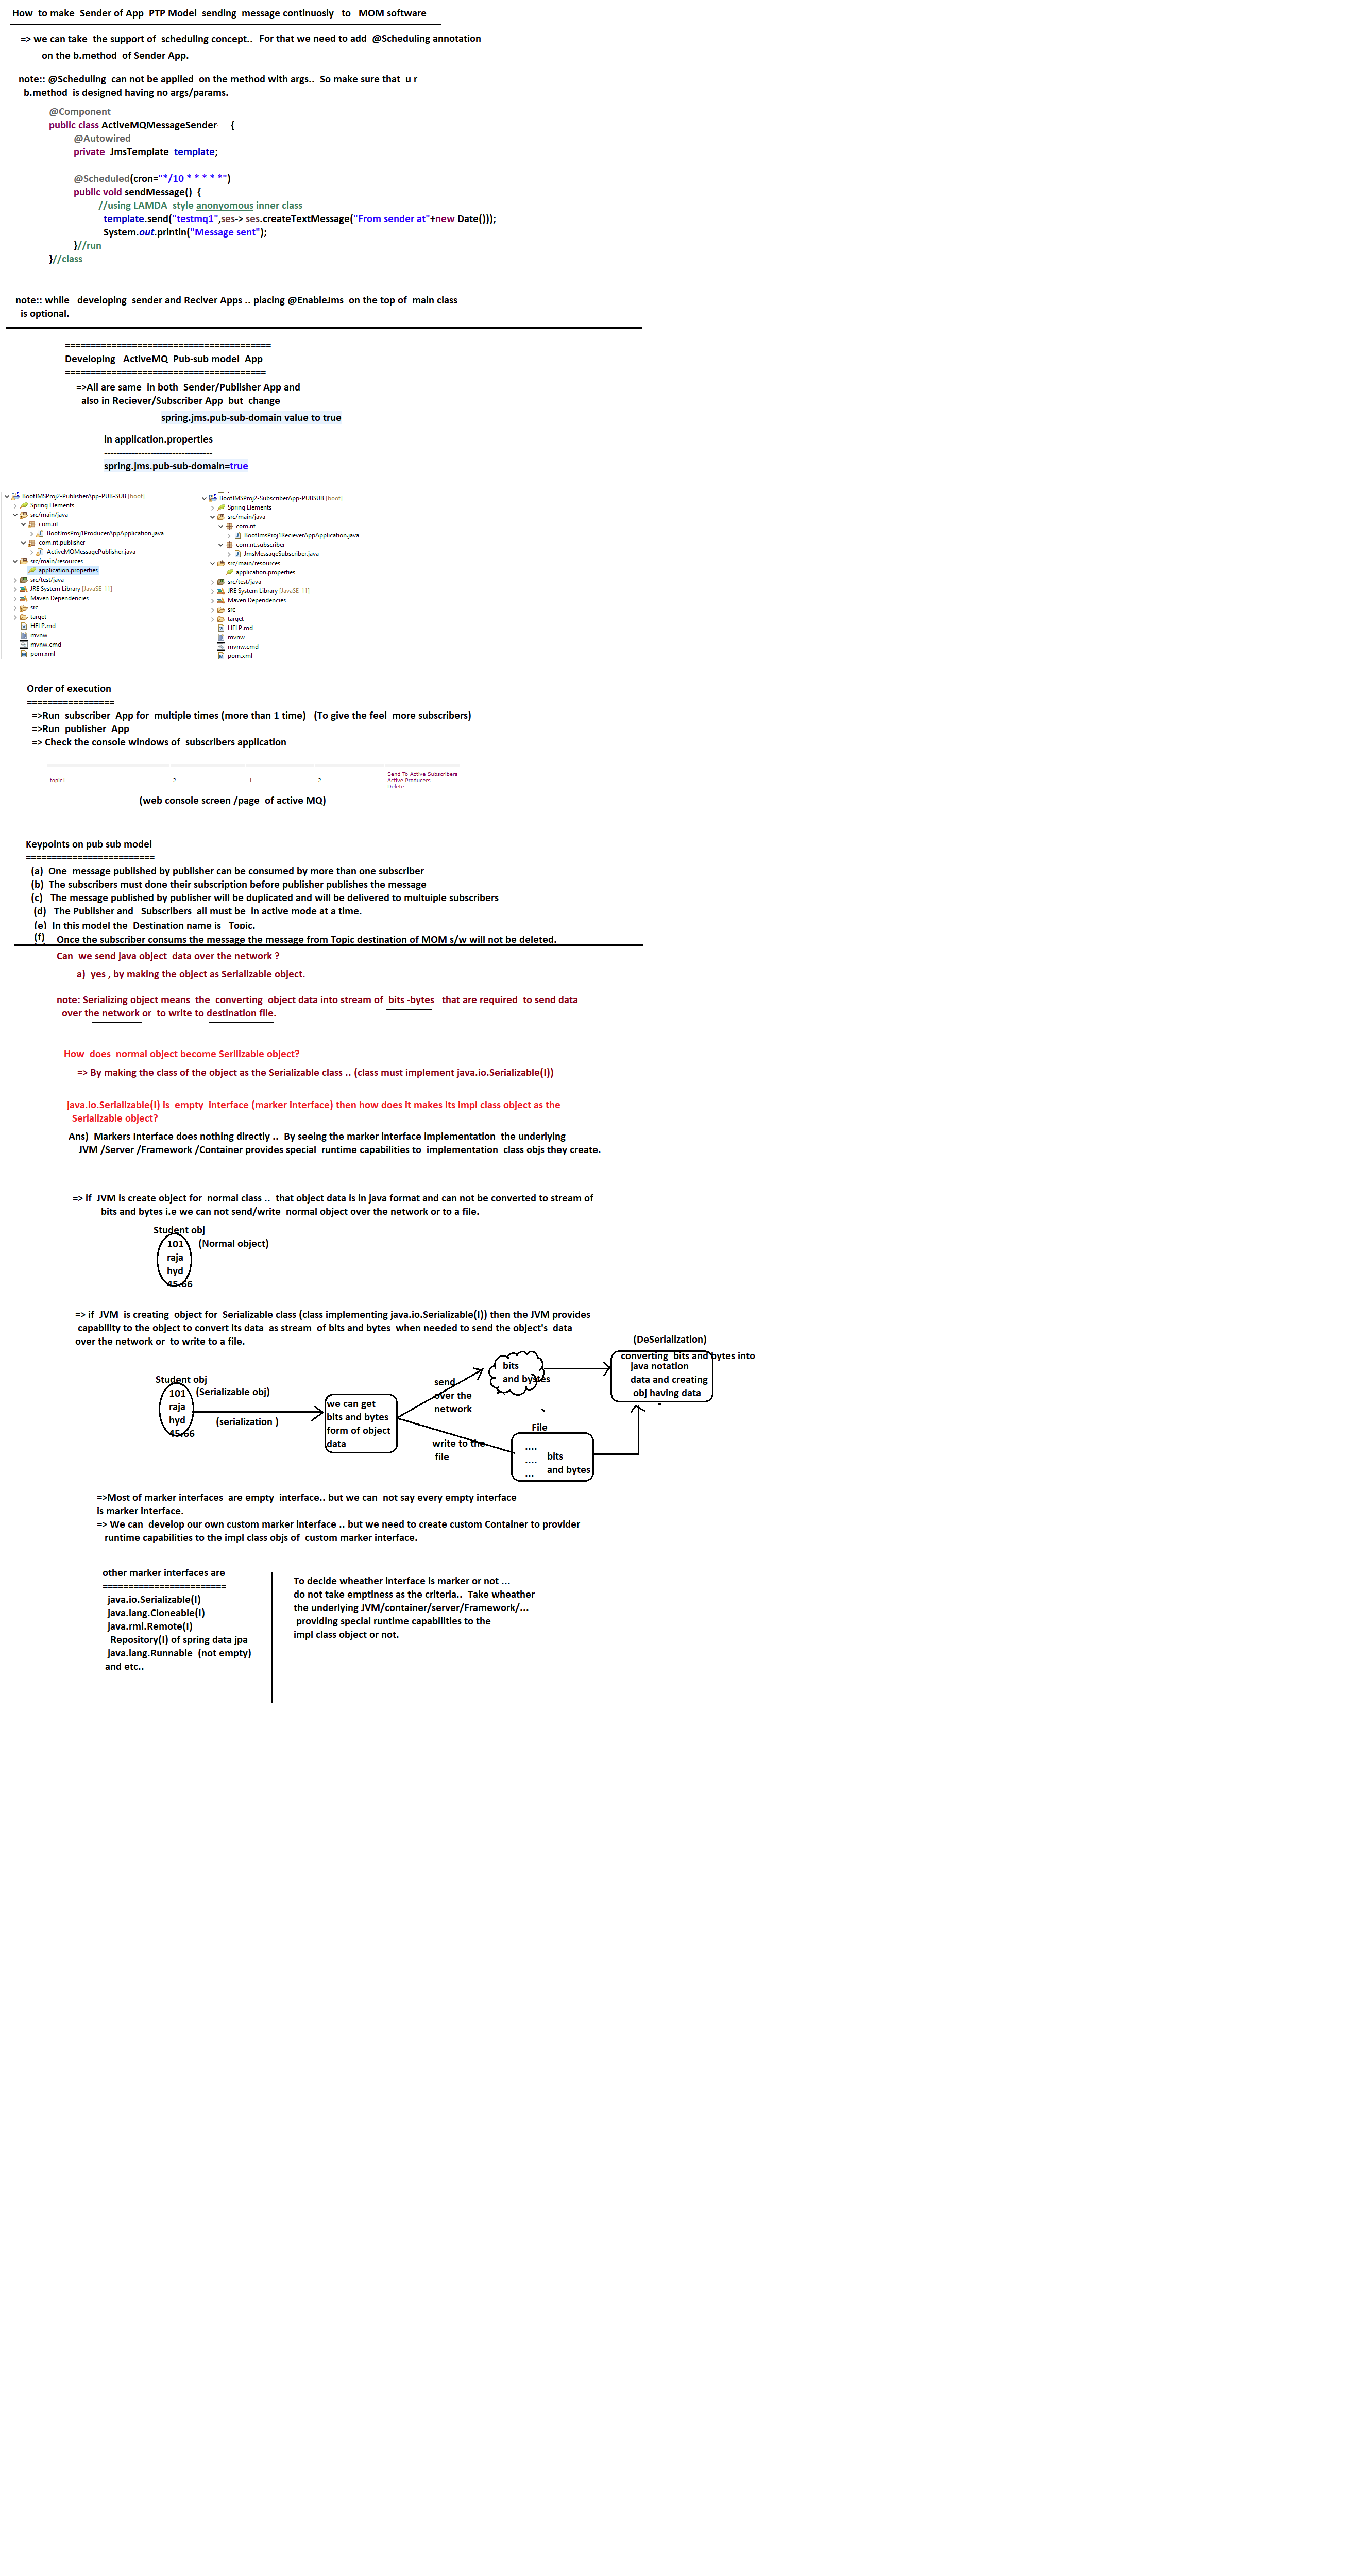 How to make Sender of App PTP Model sending message continuosly to MOM software
=> we can take the support of scheduling concept.. For that we need to add @Scheduling annotation
on the b.method of Sender App.
note:: @Scheduling can not be applied on the method with args.. So make sure that u r
b.method is designed having no args/params.
@Component
public class ActiveMQMessageSender {
@Autowired
private JmsTemplate template;
@Scheduled(cron="*/10 * * * * *")
public void sendMessage() {
//using LAMDA style anonyomous inner class
template.send("testmq1",ses-> ses.createTextMessage("From sender at"+new Date()));
System.out.println("Message sent");
}//run
}//class
note:: while developing sender and Reciver Apps .. placing @EnableJms on the top of main class
is optional.
========================================
Developing ActiveMQ Pub-sub model App
=======================================
=>All are same in both Sender/Publisher App and
also in Reciever/Subscriber App but change
spring.jms.pub-sub-domain value to true
in application.properties
-----------------------------------
spring.jms.pub-sub-domain=true
BootJMSProj2-PublisherApp-PUB-SUB [boot]
Spring Elements
src/main/java
com.nt
BootJmsProj1ProducerAppApplication.java
com.nt.publisher
ActiveMQMessagePublisher.java
src/main/resources
application.properties
src/test/java
JRE System Library [JavaSE-11]
Maven Dependencies
src
target
HELP.md
mvnw
mvnw.cmd
pom.xml
BootJMSProj2-SubscriberApp-PUBSUB [boot]
Spring Elements
src/main/java
com.nt
BootJmsProj1RecieverAppApplication.java
com.nt.subscriber
JmsMessageSubscriber.java
src/main/resources
application.properties
src/test/java
JRE System Library [JavaSE-11]
Maven Dependencies
src
target
HELP.md
mvnw
mvnw.cmd
pom.xml
Order of execution
=================
=>Run subscriber App for multiple times (more than 1 time) (To give the feel more subscribers)
=>Run publisher App
=> Check the console windows of subscribers application
topic1 2 1 2 Send To Active Subscribers
Active Producers
Delete
(web console screen /page of active MQ)
Keypoints on pub sub model
=========================
(a) One message published by publisher can be consumed by more than one subscriber
(b) The subscribers must done their subscription before publisher publishes the message
(c) The message published by publisher will be duplicated and will be delivered to multuiple subscribers
(d) The Publisher and Subscribers all must be in active mode at a time.
(e) In this model the Destination name is Topic.
(f) Once the subscriber consums the message the message from Topic destination of MOM s/w will not be deleted.
Can we send java object data over the network ?
a) yes , by making the object as Serializable object.
note: Serializing object means the converting object data into stream of bits -bytes that are required to send data
over the network or to write to destination file.
How does normal object become Serilizable object?
=> By making the class of the object as the Serializable class .. (class must implement java.io.Serializable(I))
java.io.Serializable(I) is empty interface (marker interface) then how does it makes its impl class object as the
Serializable object?
Ans) Markers Interface does nothing directly .. By seeing the marker interface implementation the underlying
JVM /Server /Framework /Container provides special runtime capabilities to implementation class objs they create.
=> if JVM is create object for normal class .. that object data is in java format and can not be converted to stream of
bits and bytes i.e we can not send/write normal object over the network or to a file.
Student obj
101 (Normal object)
raja
hyd
45.66
=> if JVM is creating object for Serializable class (class implementing java.io.Serializable(I)) then the JVM provides
capability to the object to convert its data as stream of bits and bytes when needed to send the object's data
over the network or to write to a file.
(DeSerialization)
converting bits and bytes into
java notation
data and creating
obj having data
bits
and bystes
send
over the
network
Student obj
101 (Serializable obj)
raja
hyd
45.66
(serialization )
we can get
bits and bytes
form of object
data
write to the
file
File
....
....
...
bits
and bytes
=>Most of marker interfaces are empty interface.. but we can not say every empty interface
is marker interface.
=> We can develop our own custom marker interface .. but we need to create custom Container to provider
runtime capabilities to the impl class objs of custom marker interface.
other marker interfaces are
========================
java.io.Serializable(I)
java.lang.Cloneable(I)
java.rmi.Remote(I)
Repository(I) of spring data jpa
java.lang.Runnable (not empty)
and etc..
To decide wheather interface is marker or not ...
do not take emptiness as the criteria.. Take wheather
the underlying JVM/container/server/Framework/...
providing special runtime capabilities to the
impl class object or not.